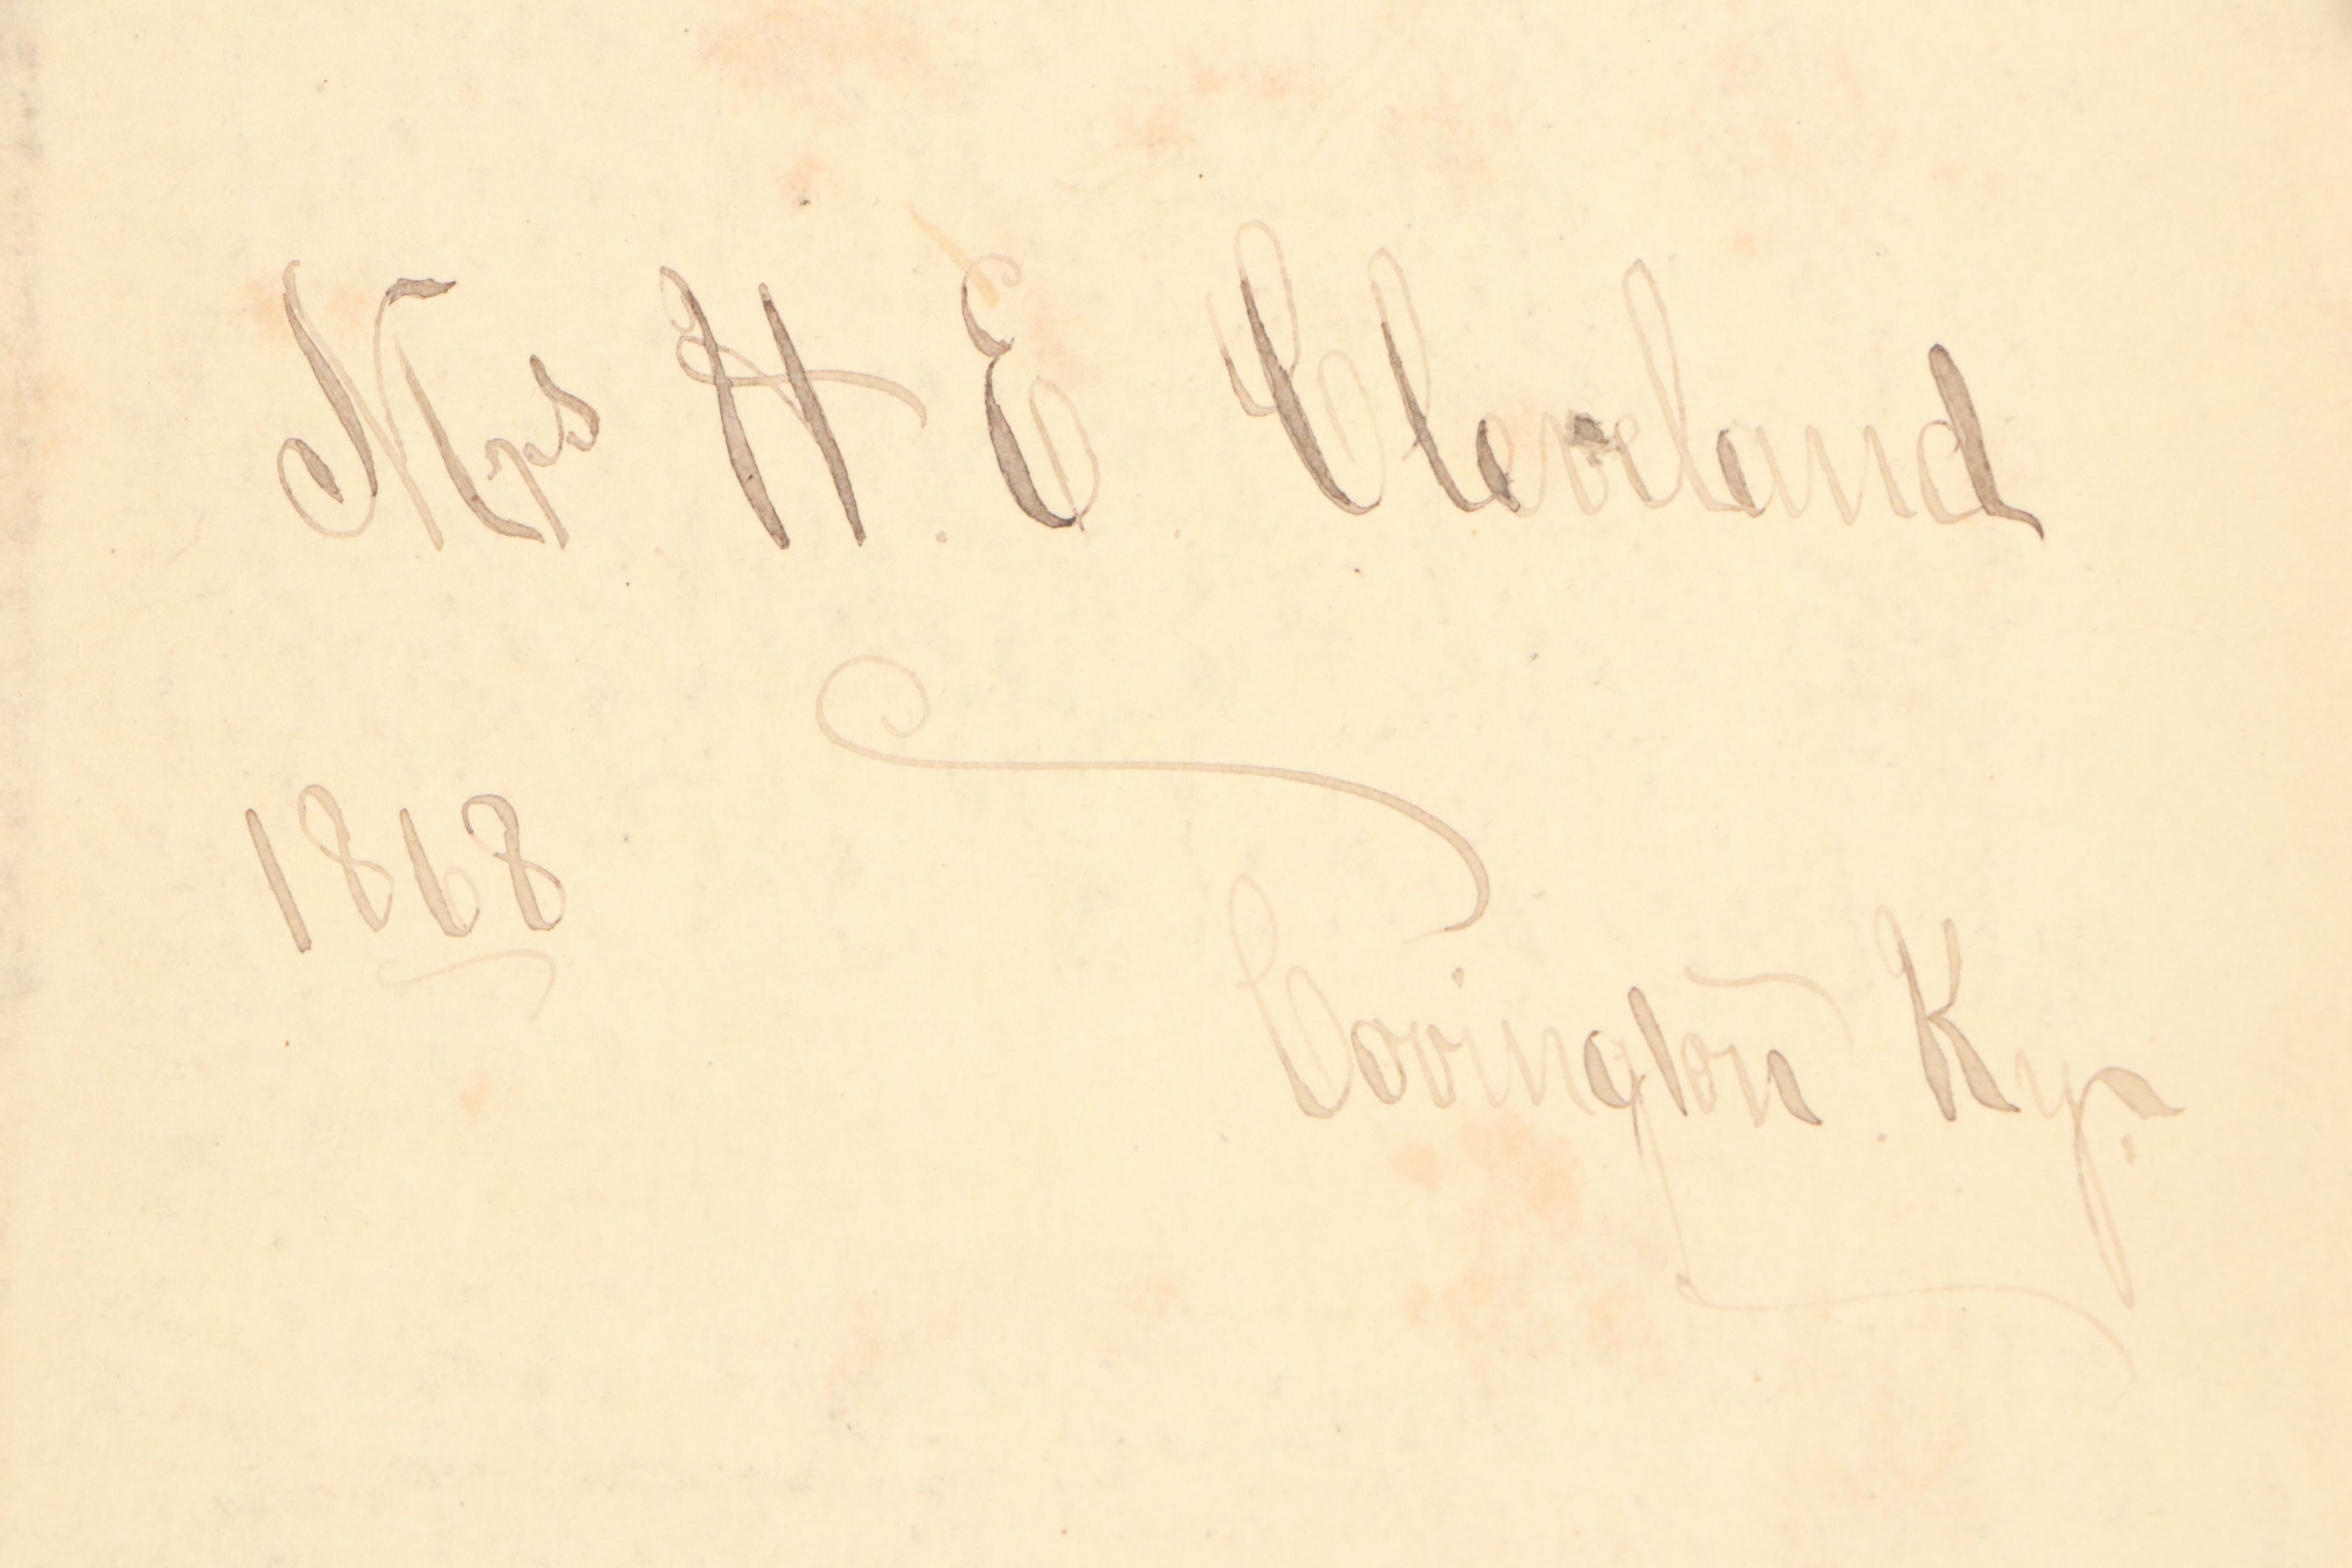 Mrs H. E. Cleveland
1868
Covington. Ky.